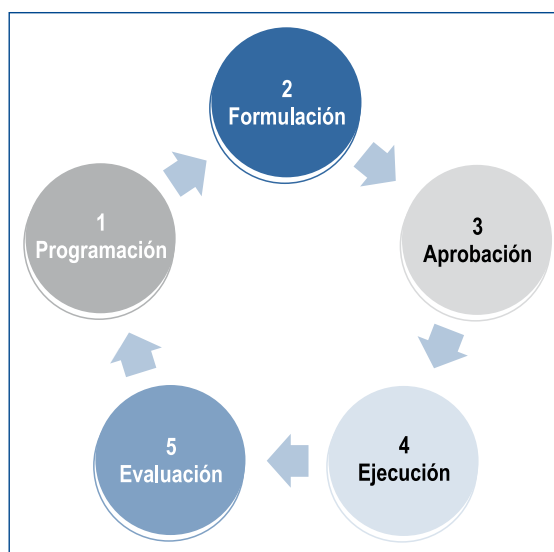 1
Programación
2
Formulación
3
Aprobación
4
Ejecución
5
Evaluación